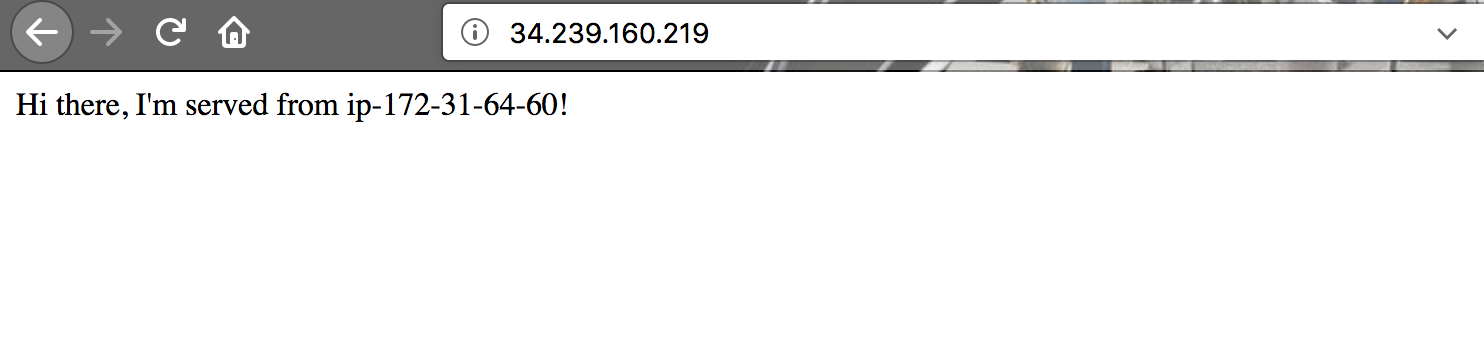 34.239.160.219
Hi there, I'm served from ip-172-31-64-60!